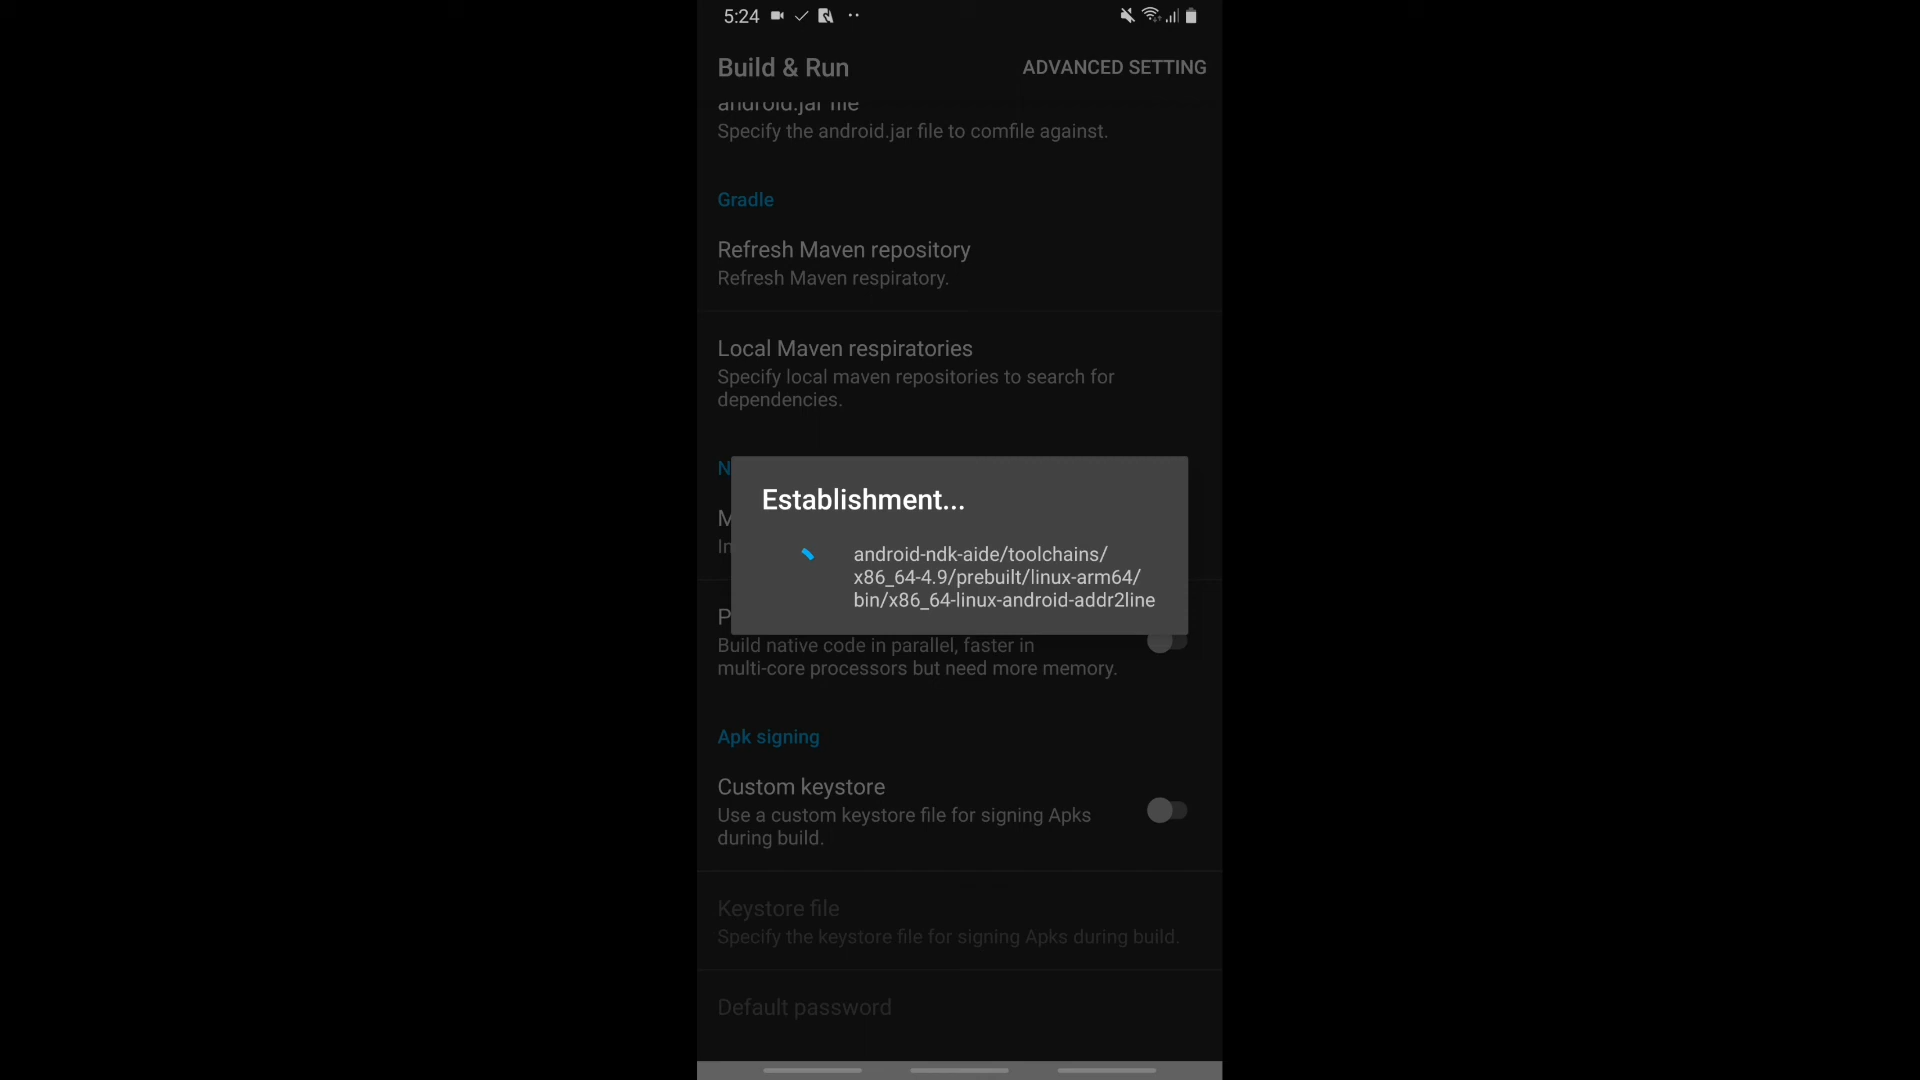 5:24
Build & Run
ADVANCED SETTING
android.jar file
Specify the android.jar file to comfile against.
Gradle
Refresh Maven repository
Refresh Maven respiratory.
Local Maven respiratories
Specify local maven repositories to search for
dependencies.
N
M
In
Establishment...
android-ndk-aide/toolchains/
x86_64-4.9/prebuilt/linux-arm64/
bin/x86_64-linux-android-addr2line
P
Build native code in parallel, faster in
multi-core processors but need more memory.
Apk signing
Custom keystore
Use a custom keystore file for signing Apks
during build.
Keystore file
Specify the keystore file for signing Apks during build.
Default password